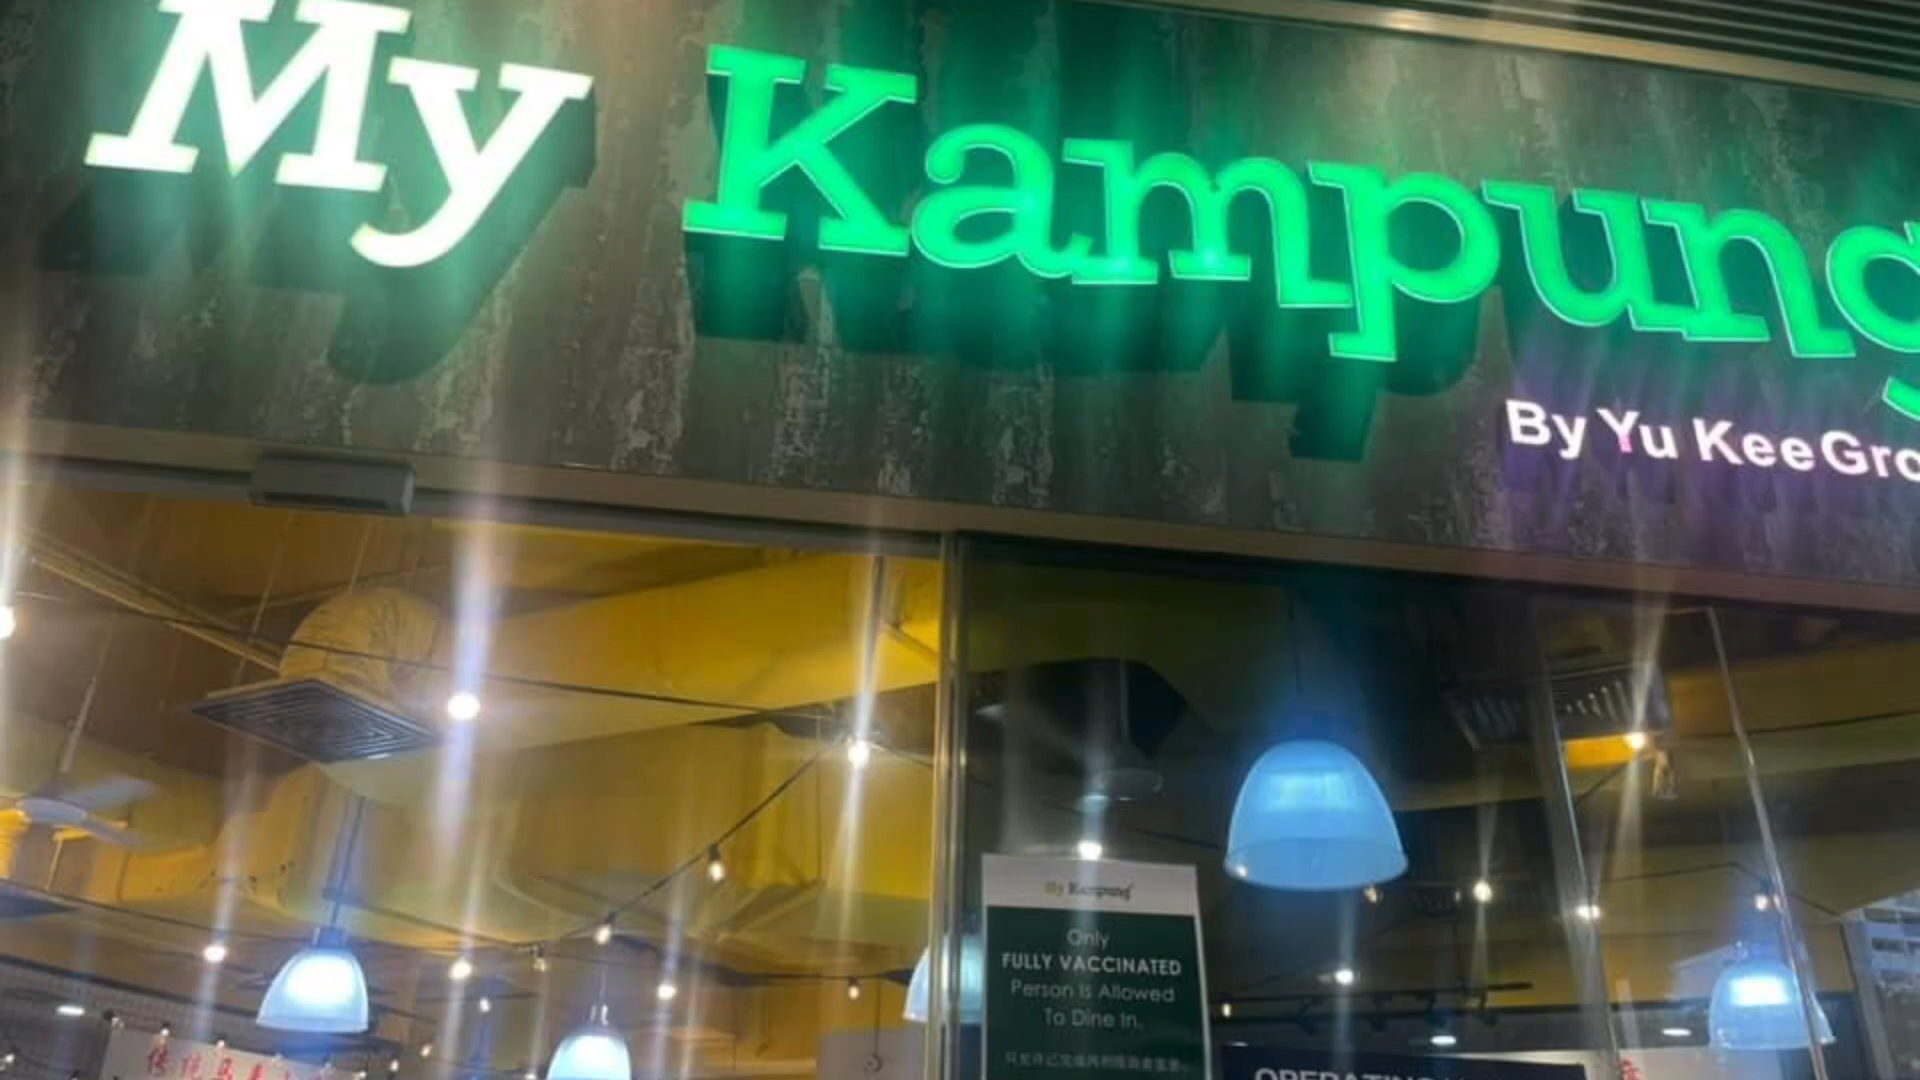 My Kampung
By Yu Kee Gro
My Kampung
Only
FULLY VACCINATED
Person Is Allowed
To Dine In.
OPERATING